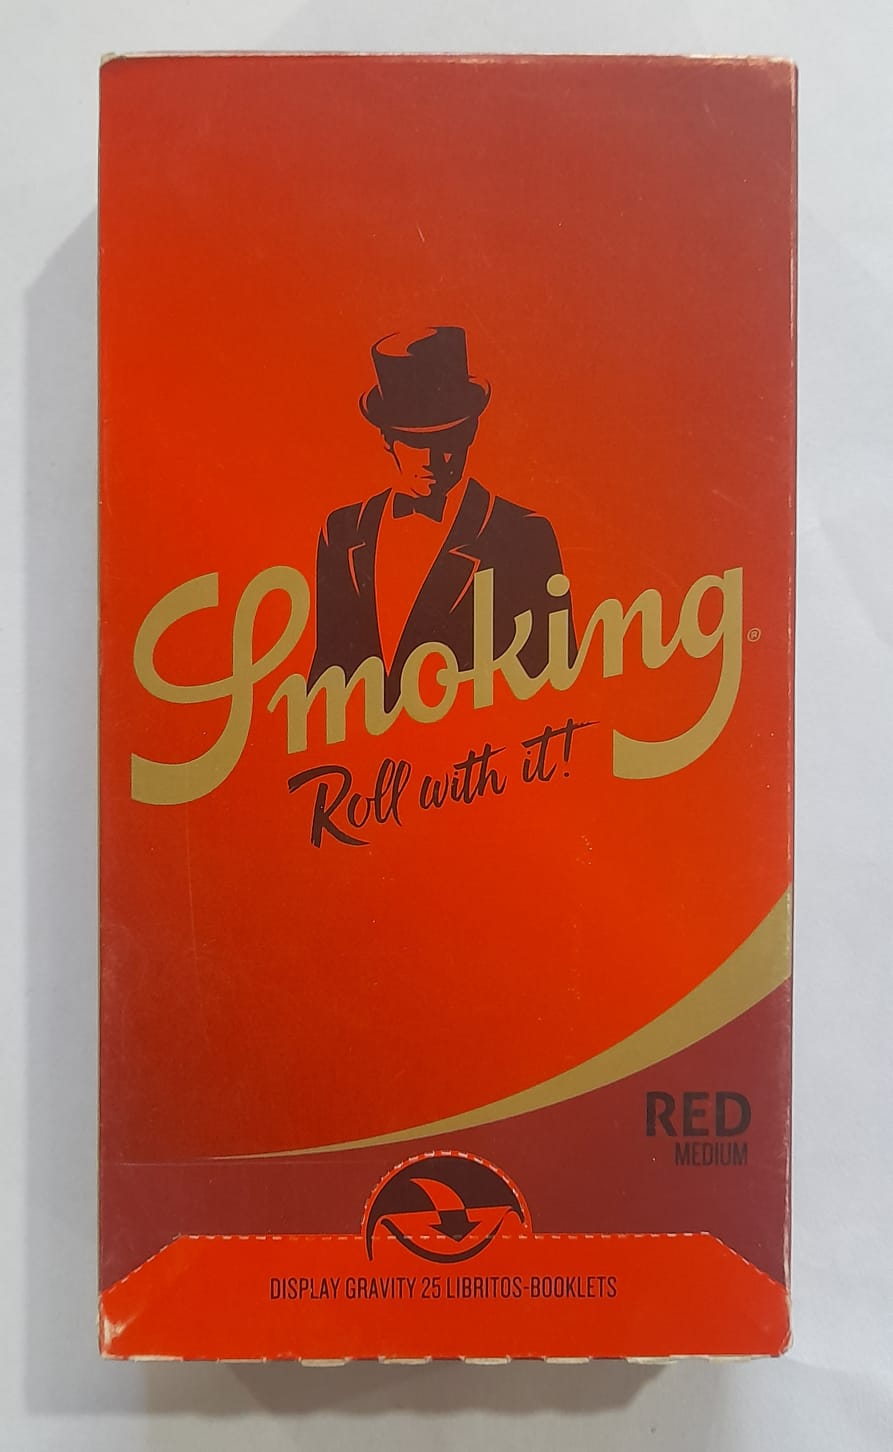 Smoking®
Roll with it!
RED
MEDIUM
DISPLAY GRAVITY 25 LIBRITOS-BOOKLETS